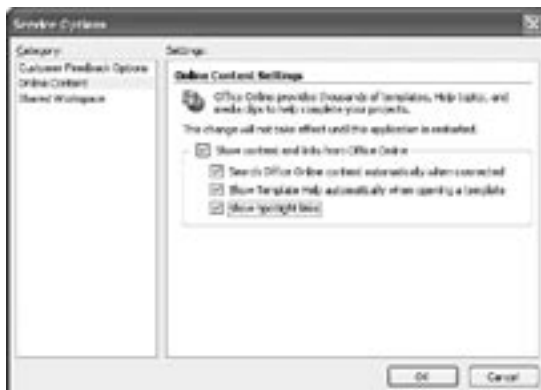 Service Options
Category:
Settings:
Customer Feedback Options
Online Content
Shared Workspace
Online Content Settings
Office Online provides thousands of templates, Help topics, and
media clips to help complete your projects.
This change will not take effect until this application is restarted.
Show content and links from Office Online
Search Office Online content automatically when connected
Show Template Help automatically when opening a template
Show spotlight links
OK
Cancel